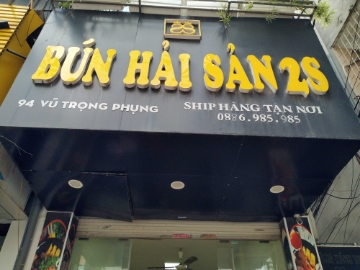 BÚN HẢI SẢN 2S
94 VŨ TRỌNG PHỤNG
SHIP HÀNG TẬN NƠI
0886.985.985